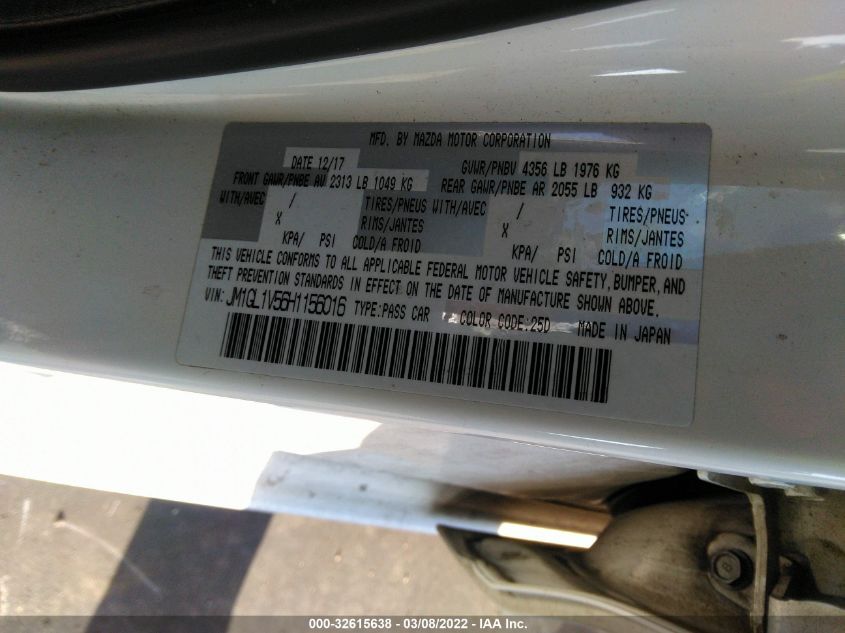 MFD. BY MAZDA MOTOR CORPORATION
DATE 12/17 GVWR/PNBV 4356 LB 1976 KG
FRONT GAWR/PNBE AV 2313 LB 1049 KG REAR GAWR/PNBE AR 2055 LB 932 KG
WITH/AVEC / TIRES/PNEUS WITH/AVEC / TIRES/PNEUS
X RIMS/JANTES X RIMS/JANTES
KPA/ PSI COLD/A FROID KPA/ PSI COLD/A FROID
THIS VEHICLE CONFORMS TO ALL APPLICABLE FEDERAL MOTOR VEHICLE SAFETY, BUMPER, AND
THEFT PREVENTION STANDARDS IN EFFECT ON THE DATE OF MANUFACTURE SHOWN ABOVE.
VIN: JM1GL1V56H1156016 TYPE:PASS CAR COLOR CODE:25D MADE IN JAPAN
000-32615638 - 03/08/2022 - IAA Inc.